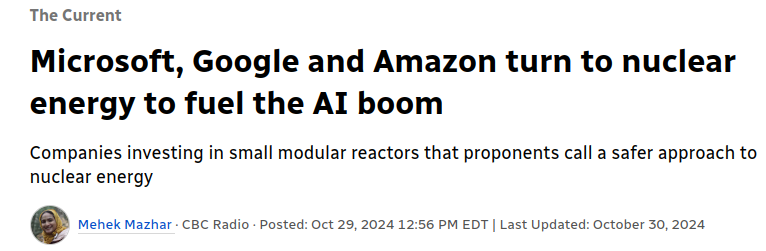 The Current
Microsoft, Google and Amazon turn to nuclear
energy to fuel the AI boom
Companies investing in small modular reactors that proponents call a safer approach to
nuclear energy
Mehek Mazhar · CBC Radio · Posted: Oct 29, 2024 12:56 PM EDT | Last Updated: October 30, 2024